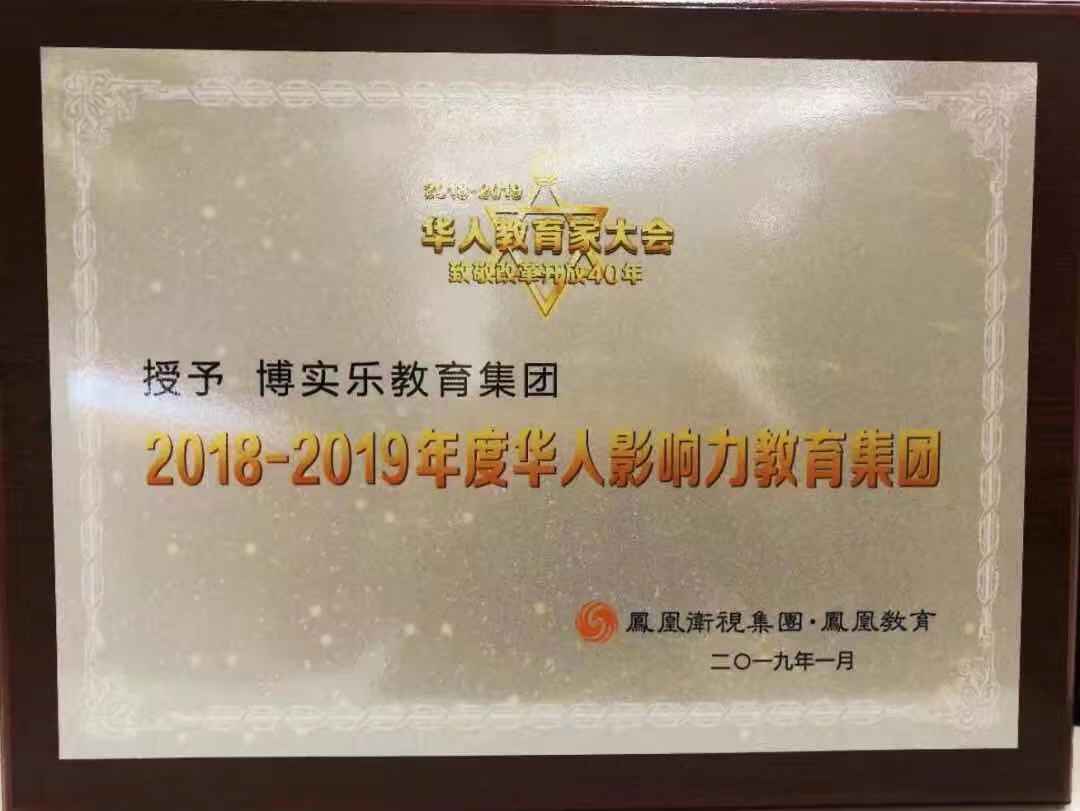 2018-2019
华人教育家大会
致敬改革开放40年
授予 博实乐教育集团
2018-2019年度华人影响力教育集团
鳳凰衛視集團·鳳凰教育
二〇一九年一月